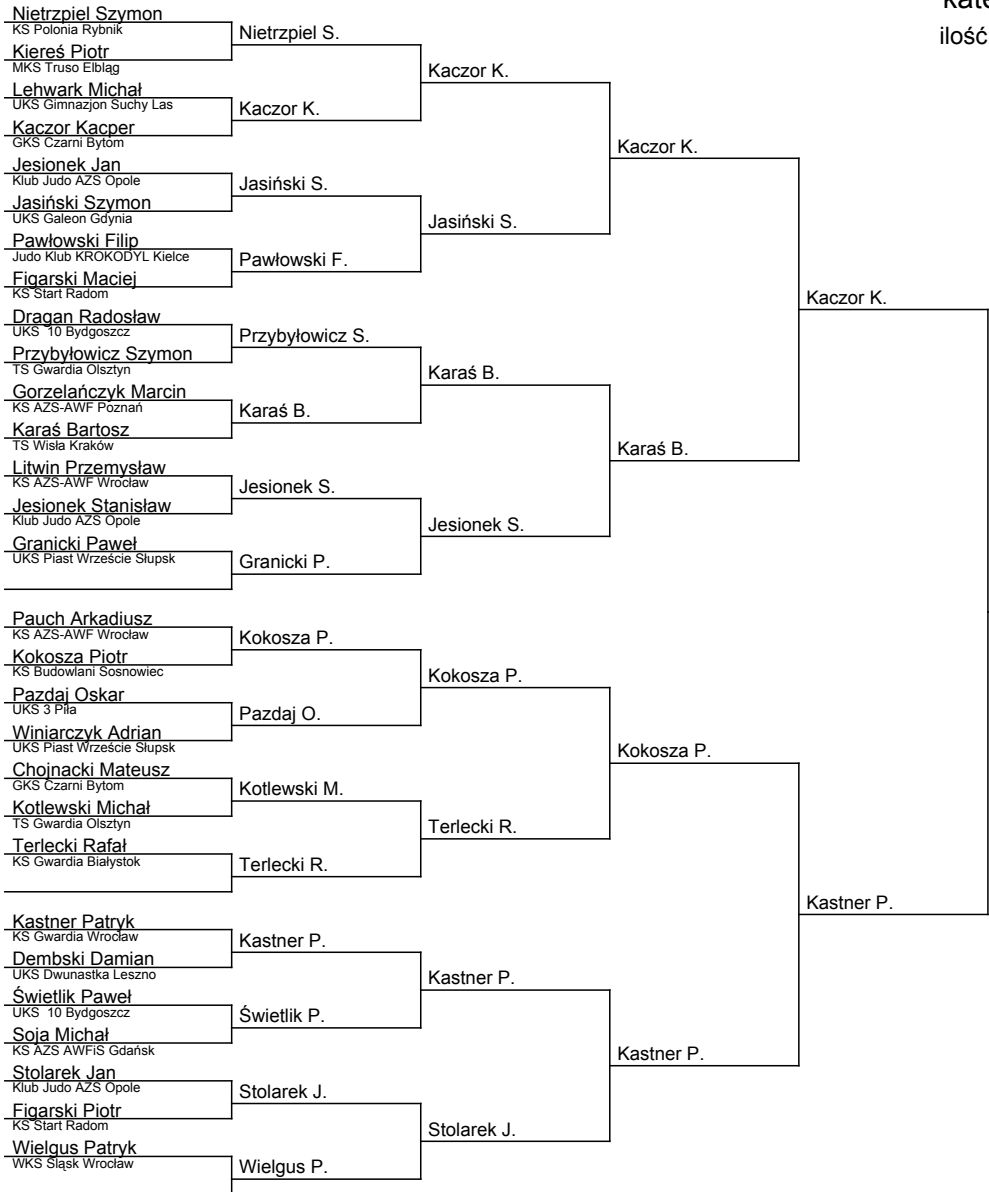 kate
ilość
Nietrzpiel Szymon
KS Polonia Rybnik
Kiereś Piotr
MKS Truso Elbląg
Lehwark Michał
UKS Gimnazjon Suchy Las
Kaczor Kacper
GKS Czarni Bytom
Jesionek Jan
Klub Judo AZS Opole
Jasiński Szymon
UKS Galeon Gdynia
Pawłowski Filip
Judo Klub KROKODYL Kielce
Figarski Maciej
KS Start Radom
Dragan Radosław
UKS 10 Bydgoszcz
Przybyłowicz Szymon
TS Gwardia Olsztyn
Gorzelańczyk Marcin
KS AZS-AWF Poznań
Karaś Bartosz
TS Wisła Kraków
Litwin Przemysław
KS AZS-AWF Wrocław
Jesionek Stanisław
Klub Judo AZS Opole
Granicki Paweł
UKS Piast Wrzeście Słupsk
Pauch Arkadiusz
KS AZS-AWF Wrocław
Kokosza Piotr
KS Budowlani Sosnowiec
Pazdaj Oskar
UKS 3 Piła
Winiarczyk Adrian
UKS Piast Wrzeście Słupsk
Chojnacki Mateusz
GKS Czarni Bytom
Kotlewski Michał
TS Gwardia Olsztyn
Terlecki Rafał
KS Gwardia Białystok
Kastner Patryk
KS Gwardia Wrocław
Dembski Damian
UKS Dwunastka Leszno
Świetlik Paweł
UKS 10 Bydgoszcz
Soja Michał
KS AZS AWFiS Gdańsk
Stolarek Jan
Klub Judo AZS Opole
Figarski Piotr
KS Start Radom
Wielgus Patryk
WKS Śląsk Wrocław
Nietrzpiel S.
Kaczor K.
Jasiński S.
Pawłowski F.
Przybyłowicz S.
Karaś B.
Jesionek S.
Granicki P.
Kokosza P.
Pazdaj O.
Kotlewski M.
Terlecki R.
Kastner P.
Świetlik P.
Stolarek J.
Wielgus P.
Kaczor K.
Jasiński S.
Karaś B.
Jesionek S.
Kokosza P.
Terlecki R.
Kastner P.
Stolarek J.
Kaczor K.
Karaś B.
Kokosza P.
Kastner P.
Kaczor K.
Kastner P.